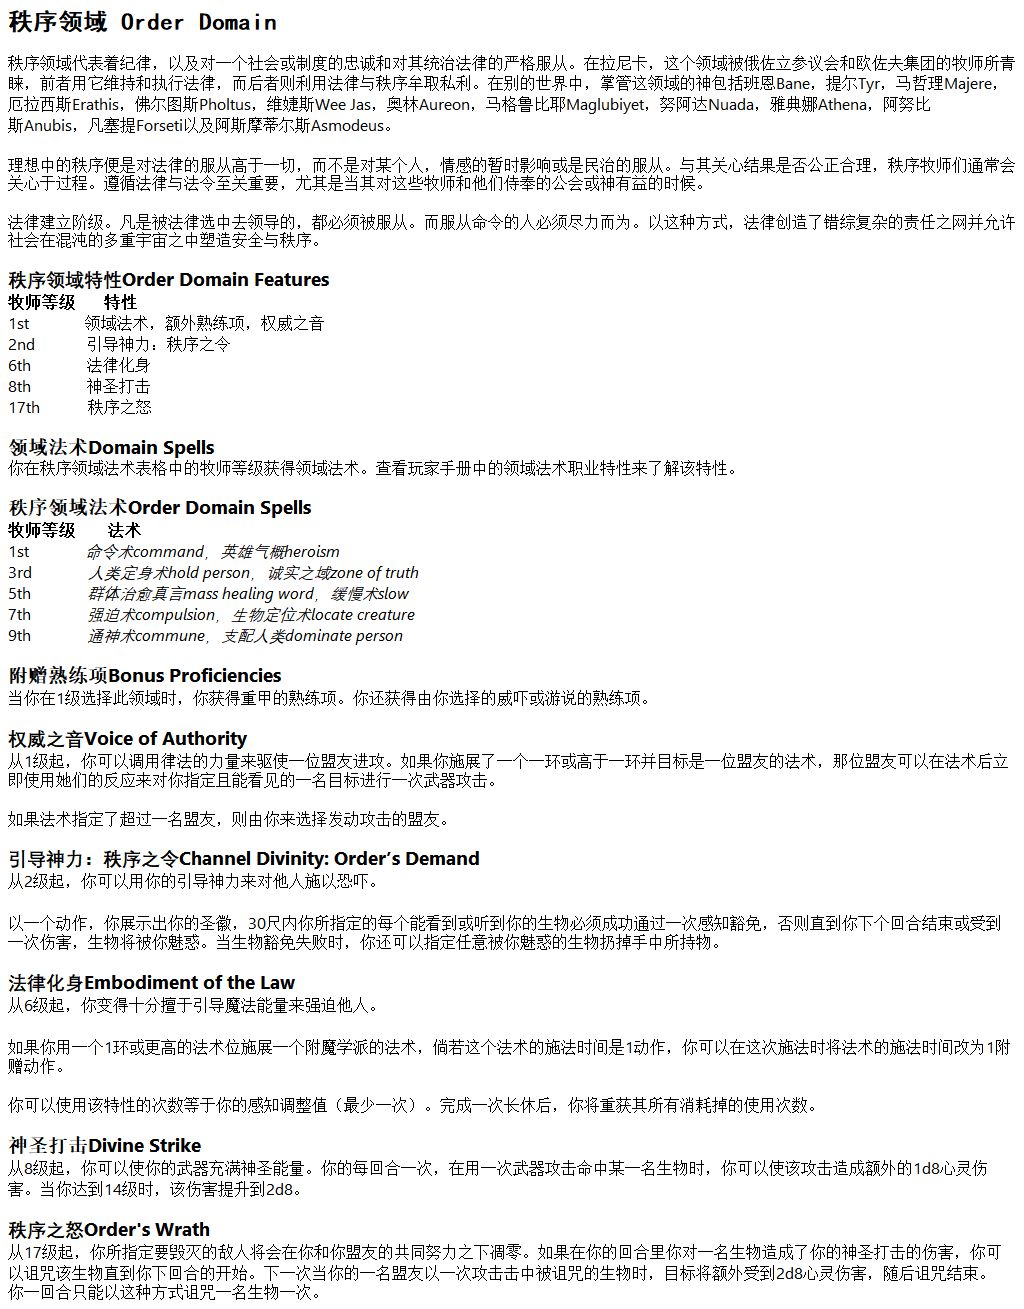 秩序领域 Order Domain
秩序领域代表着纪律，以及对一个社会或制度的忠诚和对其统治法律的严格服从。在拉尼卡，这个领域被俄佐立参议会和欧佐夫集团的牧师所青
睐，前者用它维持和执行法律，而后者则利用法律与秩序牟取私利。在别的世界中，掌管这领域的神包括班恩Bane，提尔Tyr，马哲理Majere，
厄拉西斯Erathis，佛尔图斯Pholtus，维婕斯Wee Jas，奥林Aureon，马格鲁比耶Maglubiyet，努阿达Nuada，雅典娜Athena，阿努比
斯Anubis，凡塞提Forseti以及阿斯摩蒂尔斯Asmodeus。
理想中的秩序便是对法律的服从高于一切，而不是对某个人，情感的暂时影响或是民治的服从。与其关心结果是否公正合理，秩序牧师们通常会
关心于过程。遵循法律与法令至关重要，尤其是当其对这些牧师和他们侍奉的公会或神有益的时候。
法律建立阶级。凡是被法律选中去领导的，都必须被服从。而服从命令的人必须尽力而为。以这种方式，法律创造了错综复杂的责任之网并允许
社会在混沌的多重宇宙之中塑造安全与秩序。
秩序领域特性Order Domain Features
牧师等级 特性
1st 领域法术，额外熟练项，权威之音
2nd 引导神力：秩序之令
6th 法律化身
8th 神圣打击
17th 秩序之怒
领域法术Domain Spells
你在秩序领域法术表格中的牧师等级获得领域法术。查看玩家手册中的领域法术职业特性来了解该特性。
秩序领域法术Order Domain Spells
牧师等级 法术
1st 命令术command，英雄气概heroism
3rd 人类定身术hold person，诚实之域zone of truth
5th 群体治愈真言mass healing word，缓慢术slow
7th 强迫术compulsion，生物定位术locate creature
9th 通神术commune，支配人类dominate person
附赠熟练项Bonus Proficiencies
当你在1级选择此领域时，你获得重甲的熟练项。你还获得由你选择的威吓或游说的熟练项。
权威之音Voice of Authority
从1级起，你可以调用律法的力量来驱使一位盟友进攻。如果你施展了一个一环或高于一环并目标是一位盟友的法术，那位盟友可以在法术后立
即使用她们的反应来对你指定且能看见的一名目标进行一次武器攻击。
如果法术指定了超过一名盟友，则由你来选择发动攻击的盟友。
引导神力：秩序之令Channel Divinity: Order’s Demand
从2级起，你可以用你的引导神力来对他人施以恐吓。
以一个动作，你展示出你的圣徽，30尺内你所指定的每个能看到或听到你的生物必须成功通过一次感知豁免，否则直到你下个回合结束或受到
一次伤害，生物将被你魅惑。当生物豁免失败时，你还可以指定任意被你魅惑的生物扔掉手中所持物。
法律化身Embodiment of the Law
从6级起，你变得十分擅于引导魔法能量来强迫他人。
如果你用一个1环或更高的法术位施展一个附魔学派的法术，倘若这个法术的施法时间是1动作，你可以在这次施法时将法术的施法时间改为1附
赠动作。
你可以使用该特性的次数等于你的感知调整值（最少一次）。完成一次长休后，你将重获其所有消耗掉的使用次数。
神圣打击Divine Strike
从8级起，你可以使你的武器充满神圣能量。你的每回合一次，在用一次武器攻击命中某一名生物时，你可以使该攻击造成额外的1d8心灵伤
害。当你达到14级时，该伤害提升到2d8。
秩序之怒Order's Wrath
从17级起，你所指定要毁灭的敌人将会在你和你盟友的共同努力之下凋零。如果在你的回合里你对一名生物造成了你的神圣打击的伤害，你可
以诅咒该生物直到你下回合的开始。下一次当你的一名盟友以一次攻击击中被诅咒的生物时，目标将额外受到2d8心灵伤害，随后诅咒结束。
你一回合只能以这种方式诅咒一名生物一次。